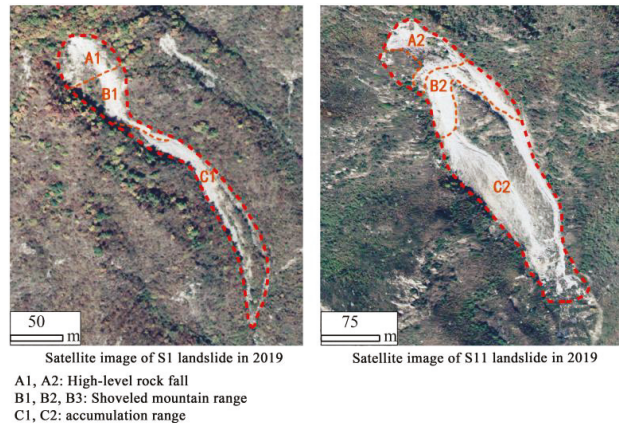 A1
B1
C1
50
m
Satellite image of S1 landslide in 2019
A2
B2
C2
75
m
Satellite image of S11 landslide in 2019
A1, A2: High-level rock fall
B1, B2, B3: Shoveled mountain range
C1, C2: accumulation range